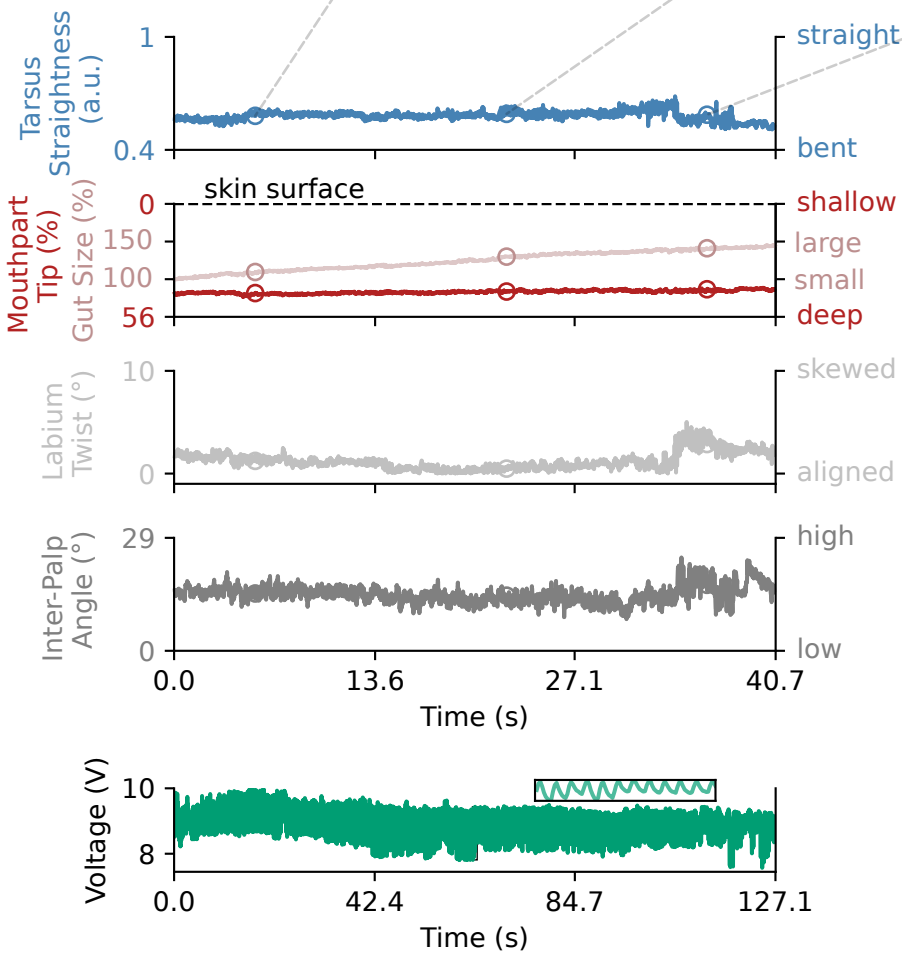 Tarsus
Straightness
(a.u.)
1
0.4
straight
bent
skin surface
Mouthpart
Tip (%)
Gut Size (%)
0
150
100
56
shallow
large
small
deep
Labium
Twist (°)
10
0
skewed
aligned
Inter-Palp
Angle (°)
29
0
high
low
0.0 13.6 27.1 40.7
Time (s)
Voltage (V)
10
8
0.0 42.4 84.7 127.1
Time (s)